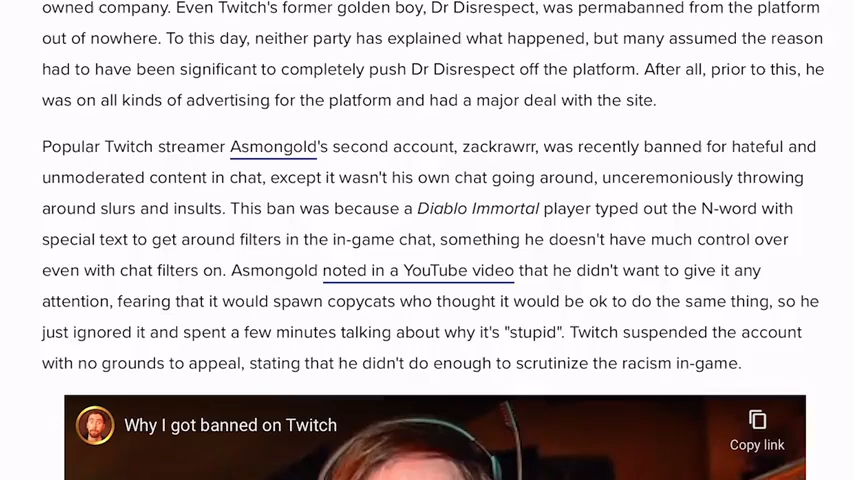 owned company. Even Twitch's former golden boy, Dr Disrespect, was permabanned from the platform
out of nowhere. To this day, neither party has explained what happened, but many assumed the reason
had to have been significant to completely push Dr Disrespect off the platform. After all, prior to this, he
was on all kinds of advertising for the platform and had a major deal with the site.
Popular Twitch streamer Asmongold's second account, zackrawrr, was recently banned for hateful and
unmoderated content in chat, except it wasn't his own chat going around, unceremoniously throwing
around slurs and insults. This ban was because a Diablo Immortal player typed out the N-word with
special text to get around filters in the in-game chat, something he doesn't have much control over
even with chat filters on. Asmongold noted in a YouTube video that he didn't want to give it any
attention, fearing that it would spawn copycats who thought it would be ok to do the same thing, so he
just ignored it and spent a few minutes talking about why it's "stupid". Twitch suspended the account
with no grounds to appeal, stating that he didn't do enough to scrutinize the racism in-game.
Why I got banned on Twitch
Copy link